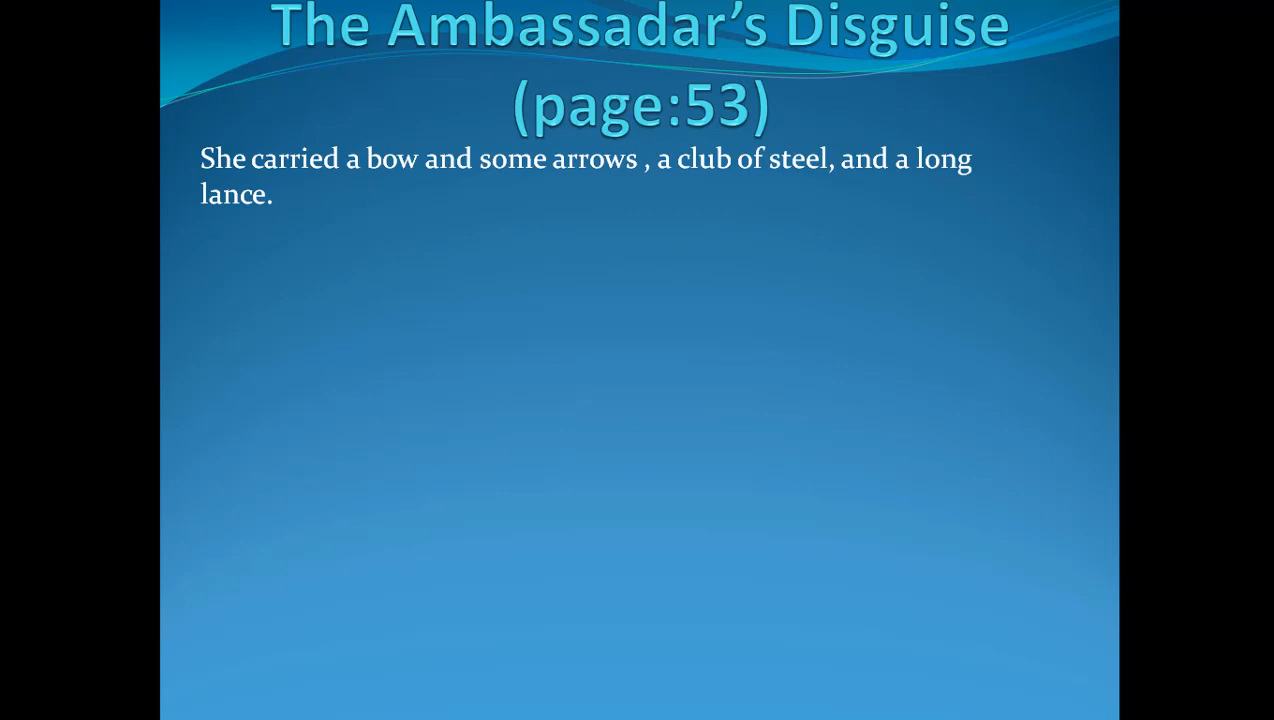 The Ambassadar’s Disguise
(page:53)
She carried a bow and some arrows , a club of steel, and a long
lance.